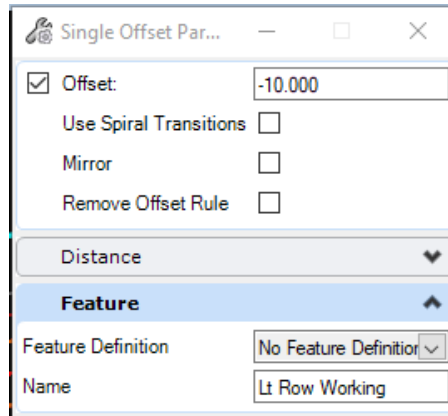 Single Offset Par...
Offset: -10.000
Use Spiral Transitions
Mirror
Remove Offset Rule
Distance
Feature
Feature Definition No Feature Definition
Name Lt Row Working